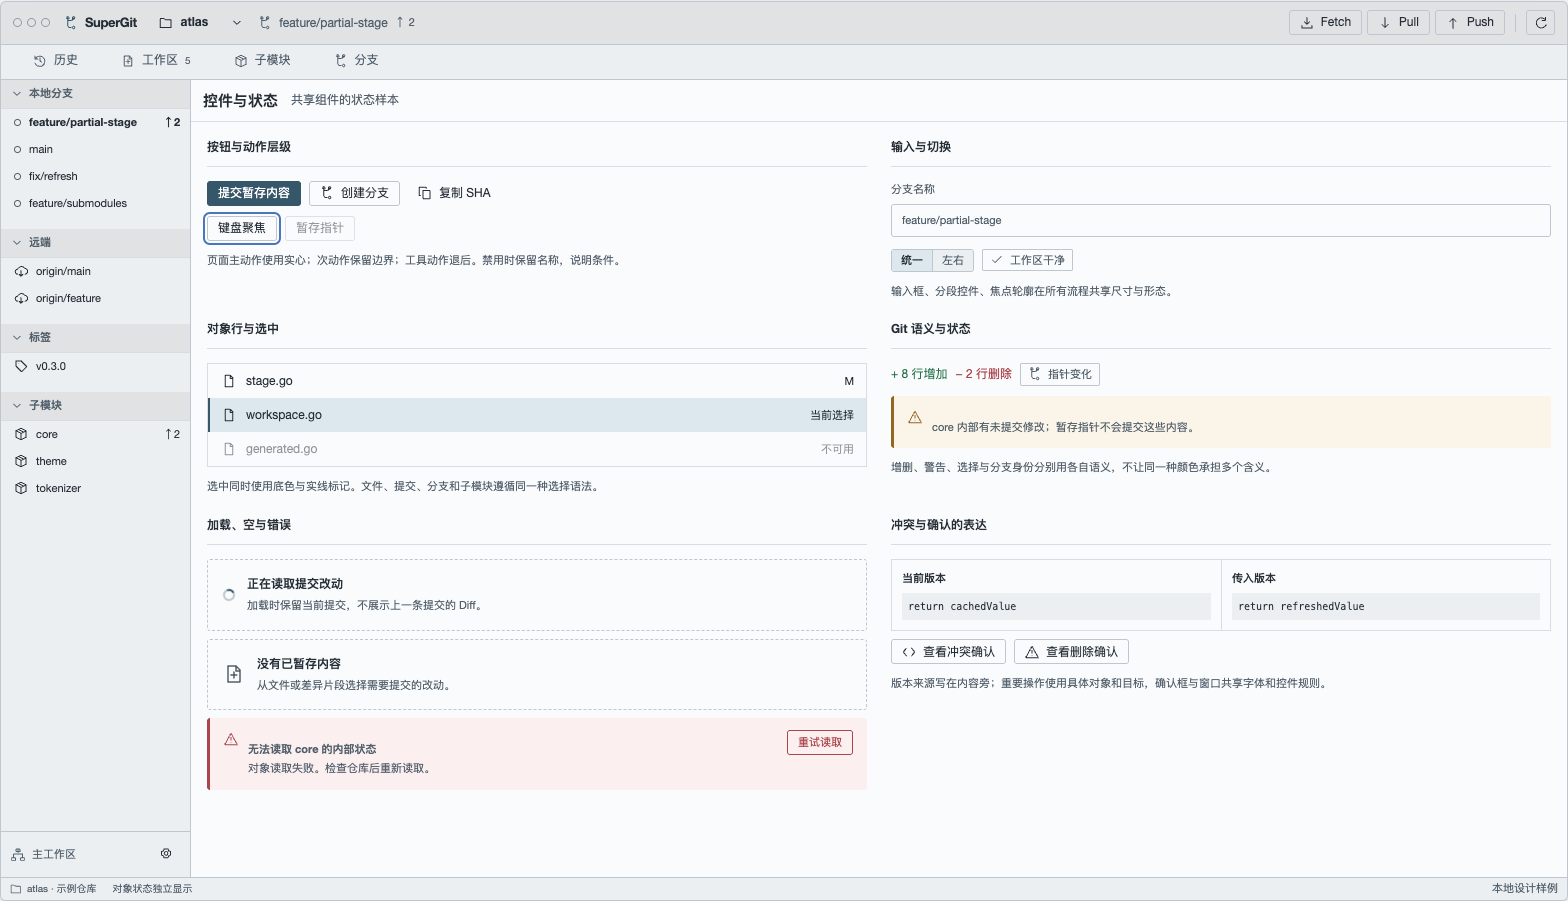 SuperGit atlas feature/partial-stage ↑ 2 Fetch Pull Push
历史 工作区 5 子模块 分支
本地分支
feature/partial-stage ↑2
main
fix/refresh
feature/submodules
远端
origin/main
origin/feature
标签
v0.3.0
子模块
core ↑2
theme
tokenizer
主工作区
控件与状态 共享组件的状态样本
按钮与动作层级
提交暂存内容 创建分支 复制 SHA
键盘聚焦 暂存指针
页面主动作使用实心；次动作保留边界；工具动作退后。禁用时保留名称，说明条件。
输入与切换
分支名称
feature/partial-stage
统一 左右 工作区干净
输入框、分段控件、焦点轮廓在所有流程共享尺寸与形态。
对象行与选中
stage.go M
workspace.go 当前选择
generated.go 不可用
选中同时使用底色与实线标记。文件、提交、分支和子模块遵循同一种选择语法。
Git 语义与状态
+ 8 行增加 − 2 行删除 指针变化
core 内部有未提交修改；暂存指针不会提交这些内容。
增删、警告、选择与分支身份分别用各自语义，不让同一种颜色承担多个含义。
加载、空与错误
正在读取提交改动
加载时保留当前提交，不展示上一条提交的 Diff。
没有已暂存内容
从文件或差异片段选择需要提交的改动。
无法读取 core 的内部状态
对象读取失败。检查仓库后重新读取。
重试读取
冲突与确认的表达
当前版本 传入版本
return cachedValue return refreshedValue
查看冲突确认 查看删除确认
版本来源写在内容旁；重要操作使用具体对象和目标，确认框与窗口共享字体和控件规则。
atlas · 示例仓库 对象状态独立显示 本地设计样例